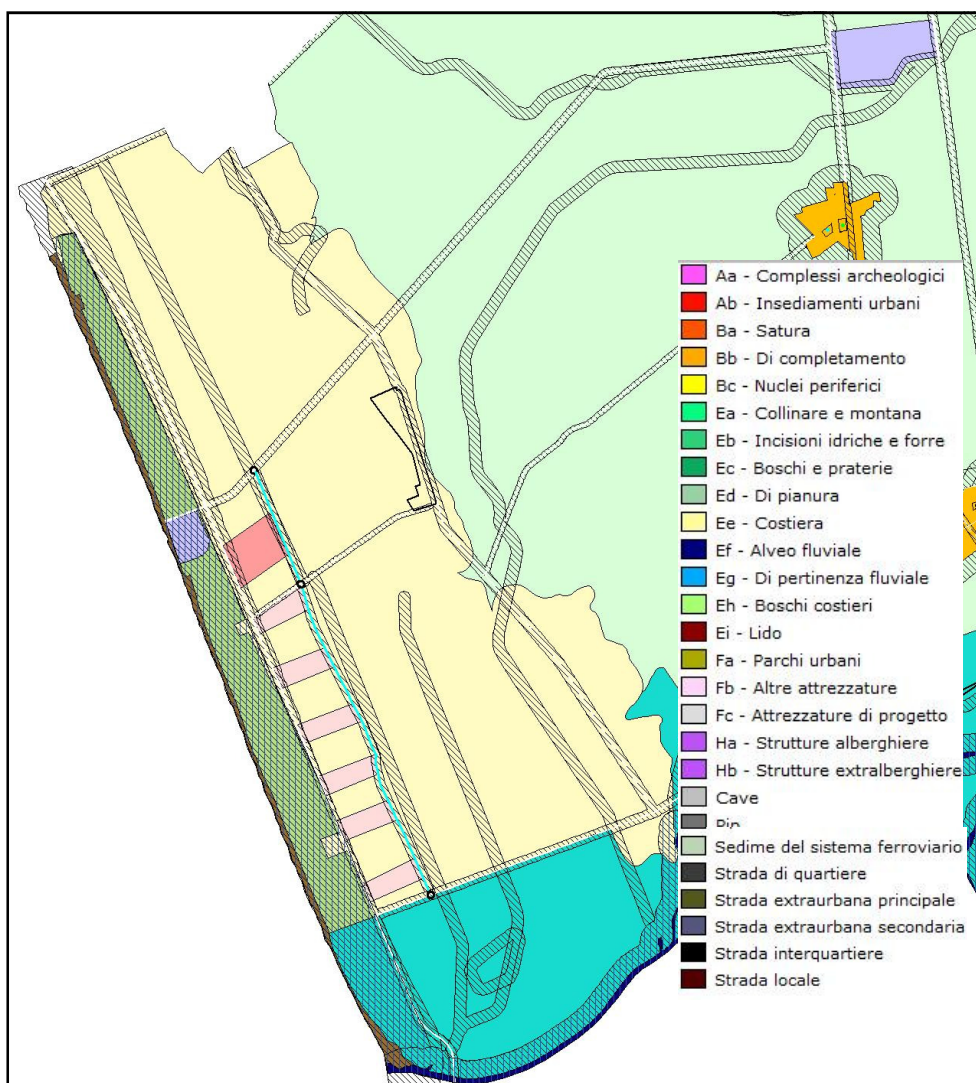 Aa - Complessi archeologici
Ab - Insediamenti urbani
Ba - Satura
Bb - Di completamento
Bc - Nuclei periferici
Ea - Collinare e montana
Eb - Incisioni idriche e forre
Ec - Boschi e praterie
Ed - Di pianura
Ee - Costiera
Ef - Alveo fluviale
Eg - Di pertinenza fluviale
Eh - Boschi costieri
Ei - Lido
Fa - Parchi urbani
Fb - Altre attrezzature
Fc - Attrezzature di progetto
Ha - Strutture alberghiere
Hb - Strutture extralberghiere
Cave
Sedime del sistema ferroviario
Strada di quartiere
Strada extraurbana principale
Strada extraurbana secondaria
Strada interquartiere
Strada locale